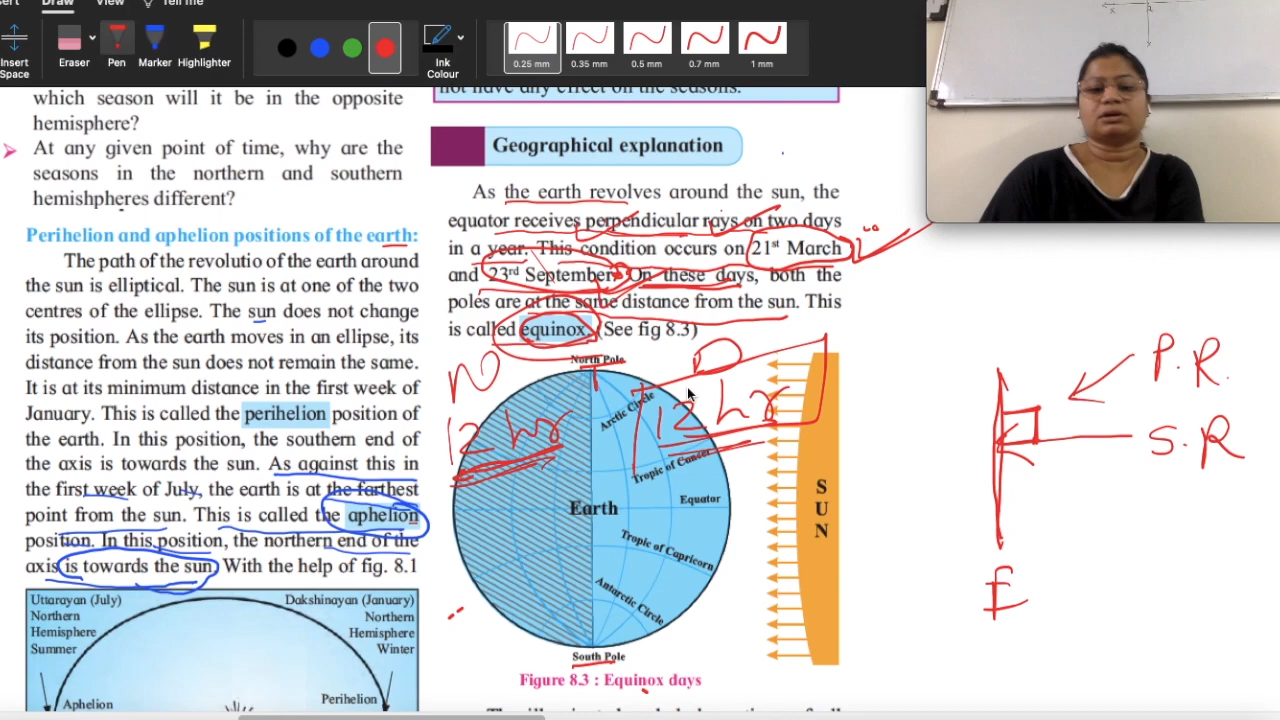 Draw
View
Tell me
Insert
Space
Eraser
Pen
Marker
Highlighter
Ink
Colour
0.25 mm
0.35 mm
0.5 mm
0.7 mm
1 mm
which season will it be in the opposite
hemisphere?
At any given point of time, why are the
seasons in the northern and southern
hemishpheres different?
Perihelion and aphelion positions of the earth:
The path of the revolutio of the earth around
the sun is elliptical. The sun is at one of the two
centres of the ellipse. The sun does not change
its position. As the earth moves in an ellipse, its
distance from the sun does not remain the same.
It is at its minimum distance in the first week of
January. This is called the perihelion position of
the earth. In this position, the southern end of
the axis is towards the sun. As against this in
the first week of July, the earth is at the farthest
point from the sun. This is called the aphelion
position. In this position, the northern end of the
axis is towards the sun. With the help of fig. 8.1
Uttarayan (July)
Northern
Hemisphere
Summer
Dakshinayan (January)
Northern
Hemisphere
Winter
Aphelion
Perihelion
not have any effect on the seasons.
Geographical explanation
As the earth revolves around the sun, the
equator receives perpendicular rays on two days
in a year. This condition occurs on 21st March
and 23rd September. On these days, both the
poles are at the same distance from the sun. This
is called equinox. (See fig 8.3)
North Pole
N
D
12 hr
12 hr
Arctic Circle
Tropic of Cancer
Earth
Equator
Tropic of Capricorn
Antarctic Circle
South Pole
SUN
Figure 8.3 : Equinox days
P.R.
S.R
E